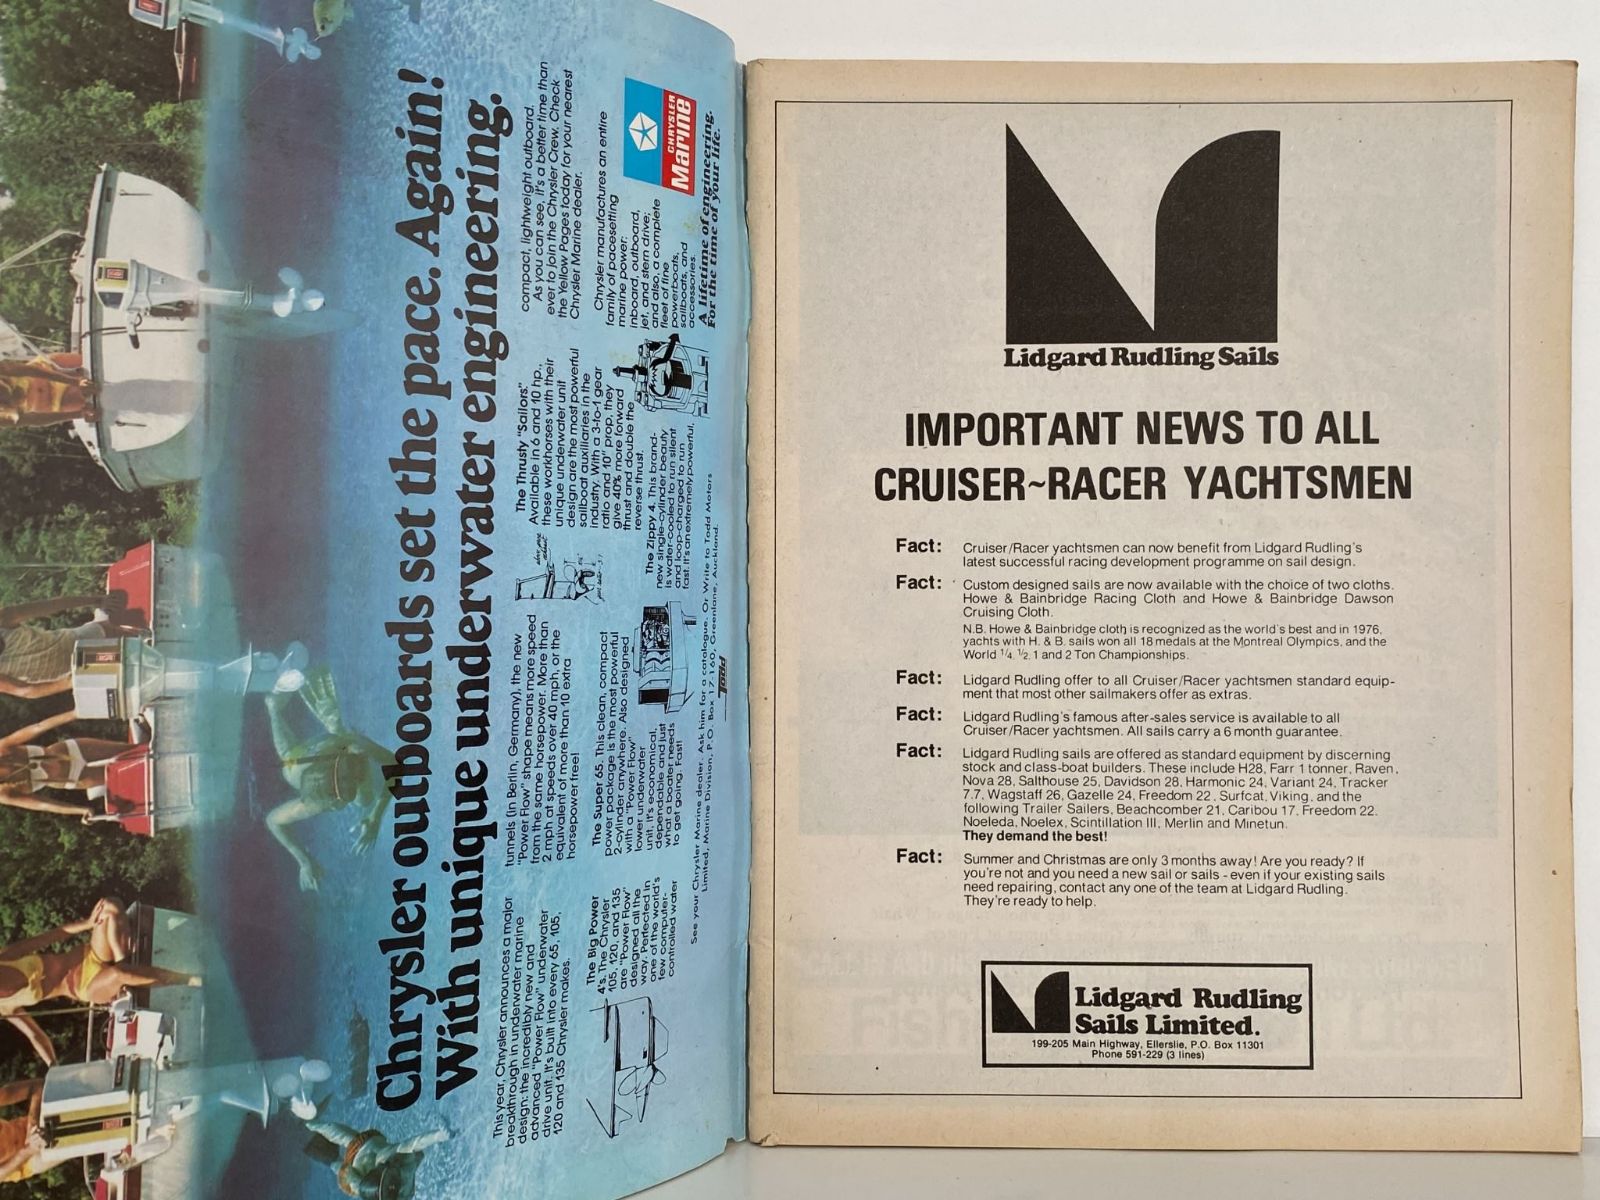 Chrysler outboards set the pace. Again!
With unique underwater engineering.
This year, Chrysler announces a major
breakthrough in underwater marine
design: the incredibly new and
advanced "Power Flow" underwater
drive unit. It's built into every 65, 105,
120 and 135 Chrysler makes.
The Big Power
4's. The Chrysler
105, 120, and 135
are "Power Flow"
designed all the
way. Perfected in
one of the world's
few computer-
controlled water
tunnels (in Berlin, Germany), the new
"Power Flow" shape means more speed
from the same horsepower. More than
2 mph at speeds over 40 mph, or the
equivalent of more than 10 extra
horsepower free!
The Super 65. This clean, compact
power package is the most powerful
2-cylinder anywhere. Also designed
with a "Power Flow"
lower underwater
unit. It's economical,
dependable and just
what a boater needs
to get going. Fast!
The Thrusty "Sailors."
Available in 6 and 10 hp.,
these workhorses with their
unique underwater unit
design are the most powerful
sailboat auxiliaries in the
industry. With a 3-to-1 gear
ratio and 10" prop, they
give 40% more forward
thrust and double the
reverse thrust.
The Zippy 4. This brand-
new single-cylinder beauty
is water-cooled to run silent
and loop-charged to run
fast. It's an extremely powerful,
compact, lightweight outboard.
As you can see, it's a better time than
ever to join the Chrysler Crew. Check
the Yellow Pages today for your nearest
Chrysler Marine dealer.
Chrysler manufactures an entire
family of pacesetting
marine power:
inboard, outboard,
jet, and stern drive;
and also, a complete
fleet of fine
powerboats,
sailboats, and
accessories.
CHRYSLER
Marine
A lifetime of engineering.
For the time of your life.
See your Chrysler Marine dealer. Ask him for a catalogue. Or Write to Todd Motors
Limited, Marine Division, P.O. Box 17-1160, Greenlane, Auckland.
Todd
Lidgard Rudling Sails
IMPORTANT NEWS TO ALL
CRUISER~RACER YACHTSMEN
Fact: Cruiser/Racer yachtsmen can now benefit from Lidgard Rudling's
latest successful racing development programme on sail design.
Fact: Custom designed sails are now available with the choice of two cloths.
Howe & Bainbridge Racing Cloth and Howe & Bainbridge Dawson
Cruising Cloth.
N.B. Howe & Bainbridge cloth is recognized as the world's best and in 1976,
yachts with H. & B. sails won all 18 medals at the Montreal Olympics, and the
World 1/4, 1/2, 1 and 2 Ton Championships.
Fact: Lidgard Rudling offer to all Cruiser/Racer yachtsmen standard equip-
ment that most other sailmakers offer as extras.
Fact: Lidgard Rudling's famous after-sales service is available to all
Cruiser/Racer yachtsmen. All sails carry a 6 month guarantee.
Fact: Lidgard Rudling sails are offered as standard equipment by discerning
stock and class-boat builders. These include H28, Farr 1 tonner, Raven,
Nova 28, Salthouse 25, Davidson 28, Harmonic 24, Variant 24, Tracker
7.7, Wagstaff 26, Gazelle 24, Freedom 22, Surfcat, Viking, and the
following Trailer Sailers, Beachcomber 21, Caribou 17, Freedom 22,
Noeleda, Noelex, Scintillation III, Merlin and Minetun.
They demand the best!
Fact: Summer and Christmas are only 3 months away! Are you ready? If
you're not and you need a new sail or sails - even if your existing sails
need repairing, contact any one of the team at Lidgard Rudling.
They're ready to help.
Lidgard Rudling
Sails Limited.
199-205 Main Highway, Ellerslie, P.O. Box 11301
Phone 591-229 (3 lines)